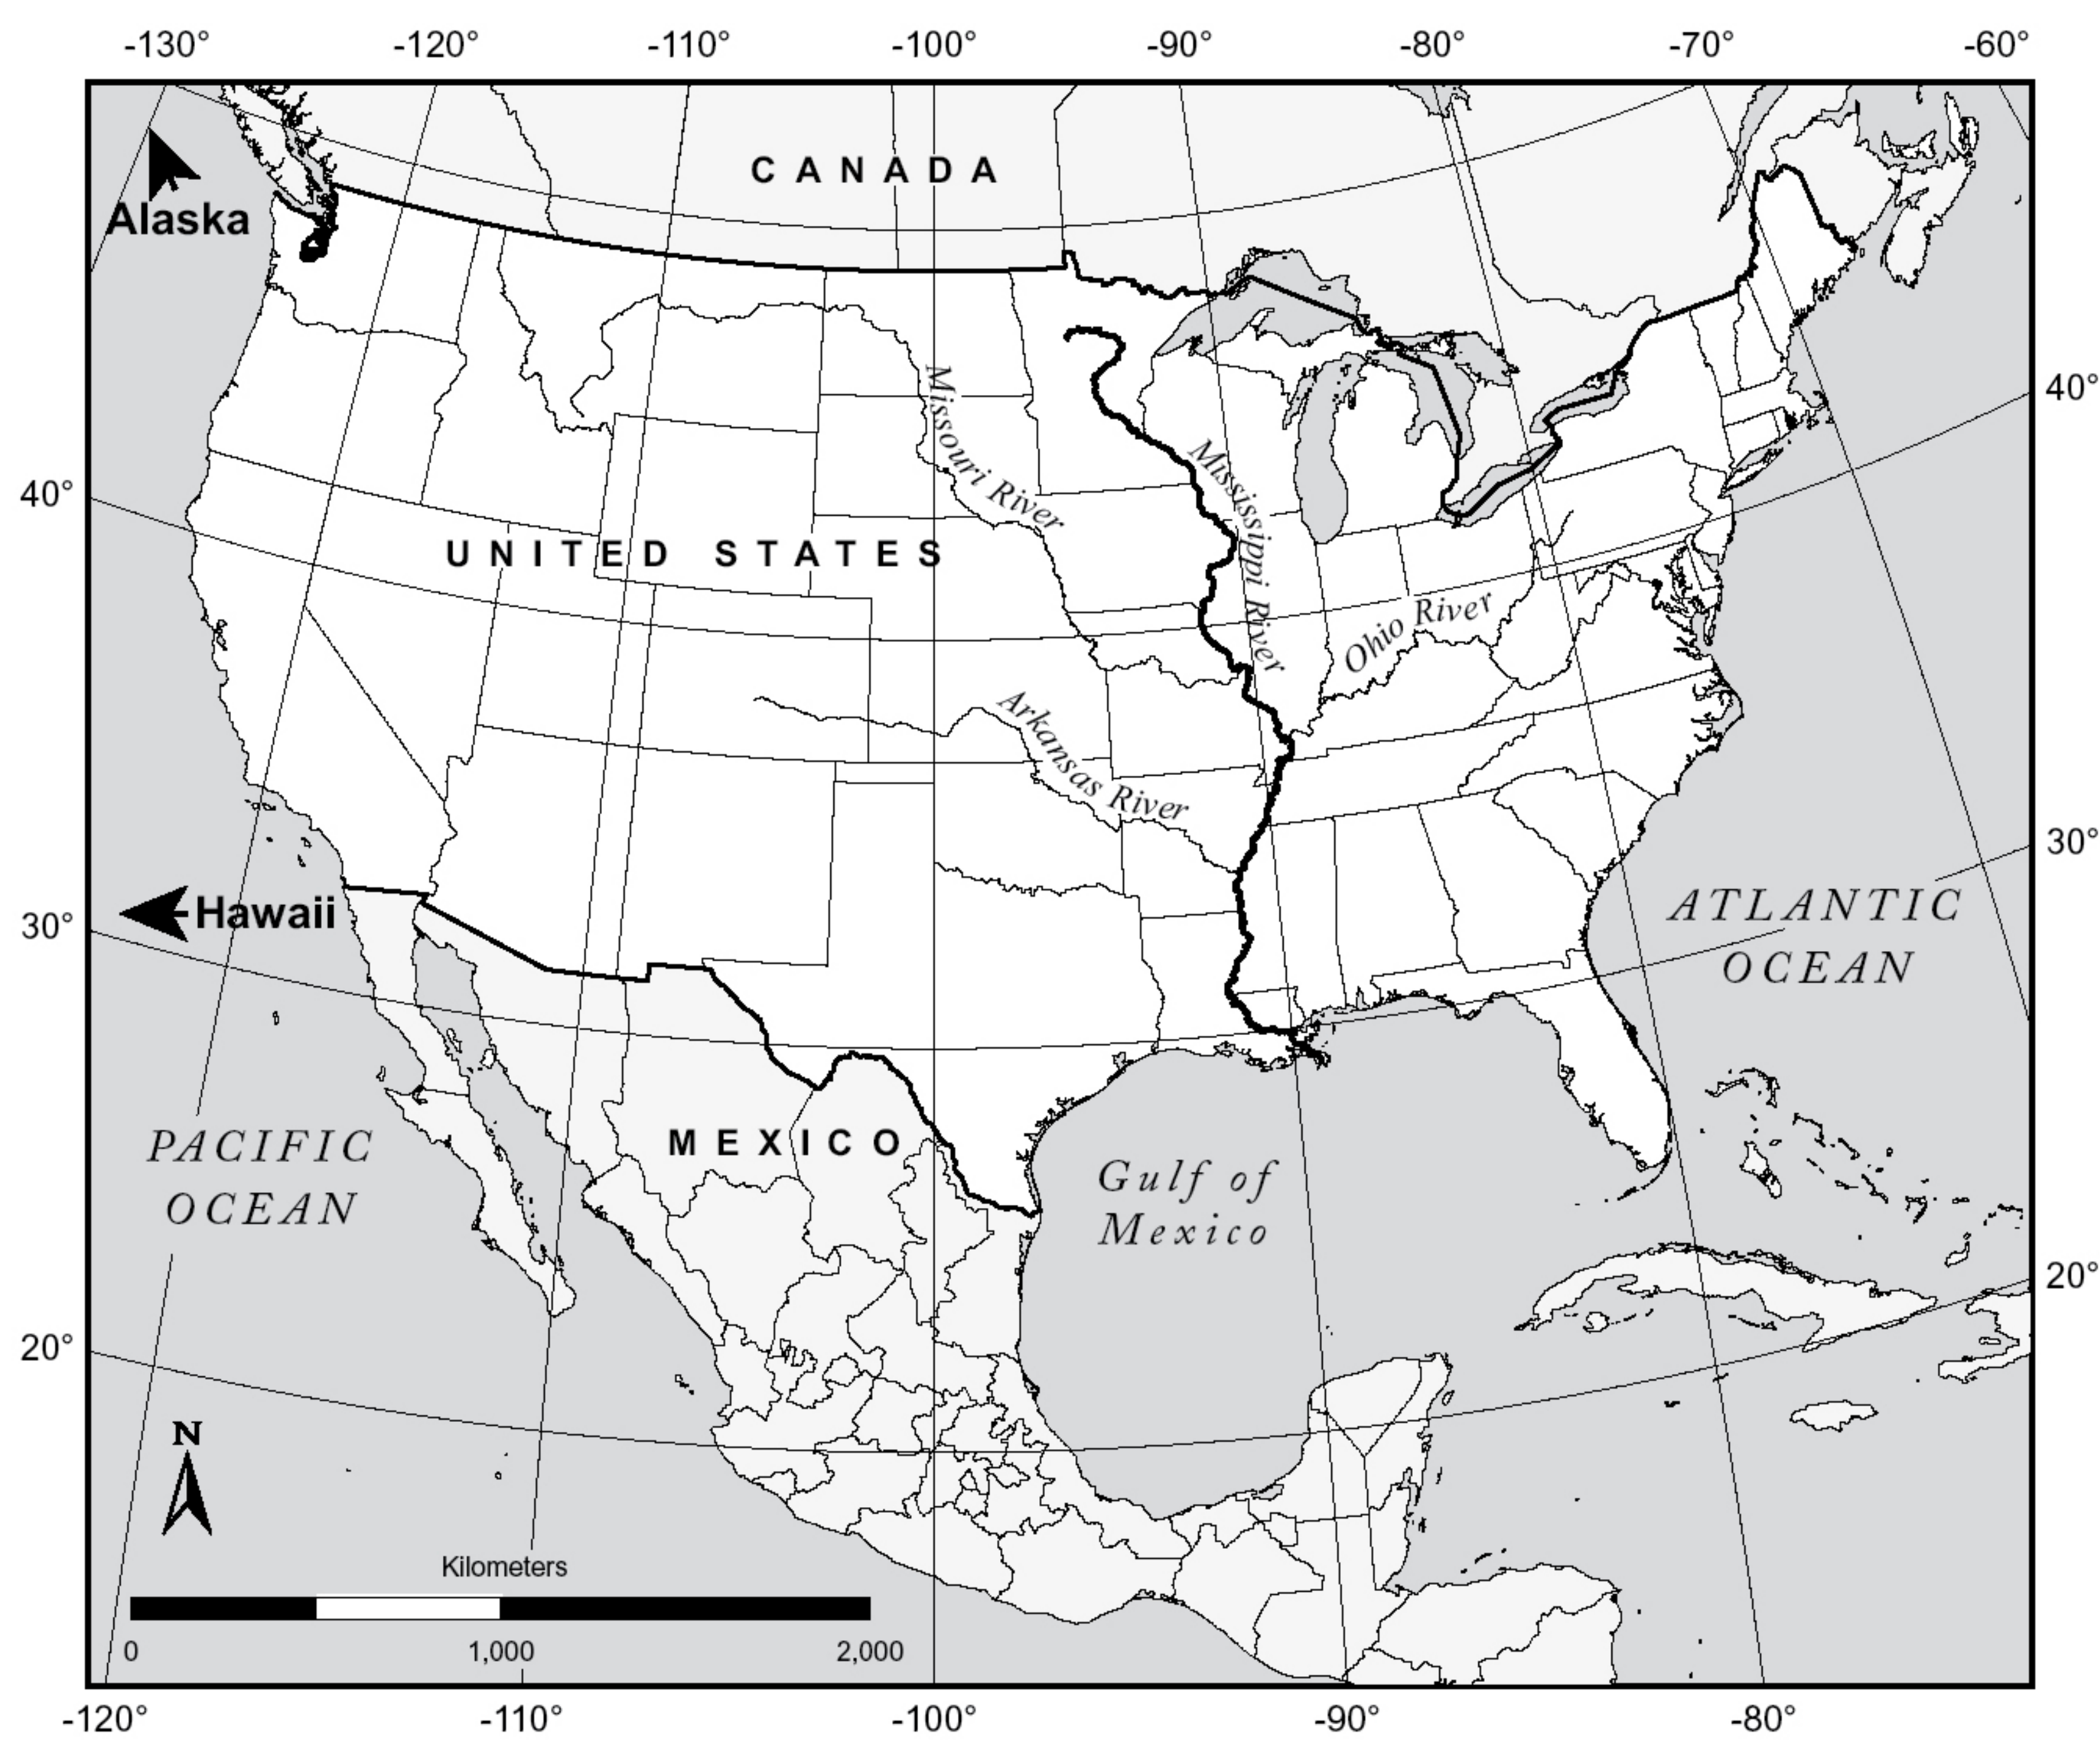 -130° -120° -110° -100° -90° -80° -70° -60°
CANADA
Alaska
40°
Missouri River
Mississippi River
40°
UNITED STATES
Ohio River
Arkansas River
30°
Hawaii
ATLANTIC
OCEAN
30°
MEXICO
PACIFIC
OCEAN
Gulf of
Mexico
20°
20°
N
Kilometers
0 1,000 2,000
-120° -110° -100° -90° -80°